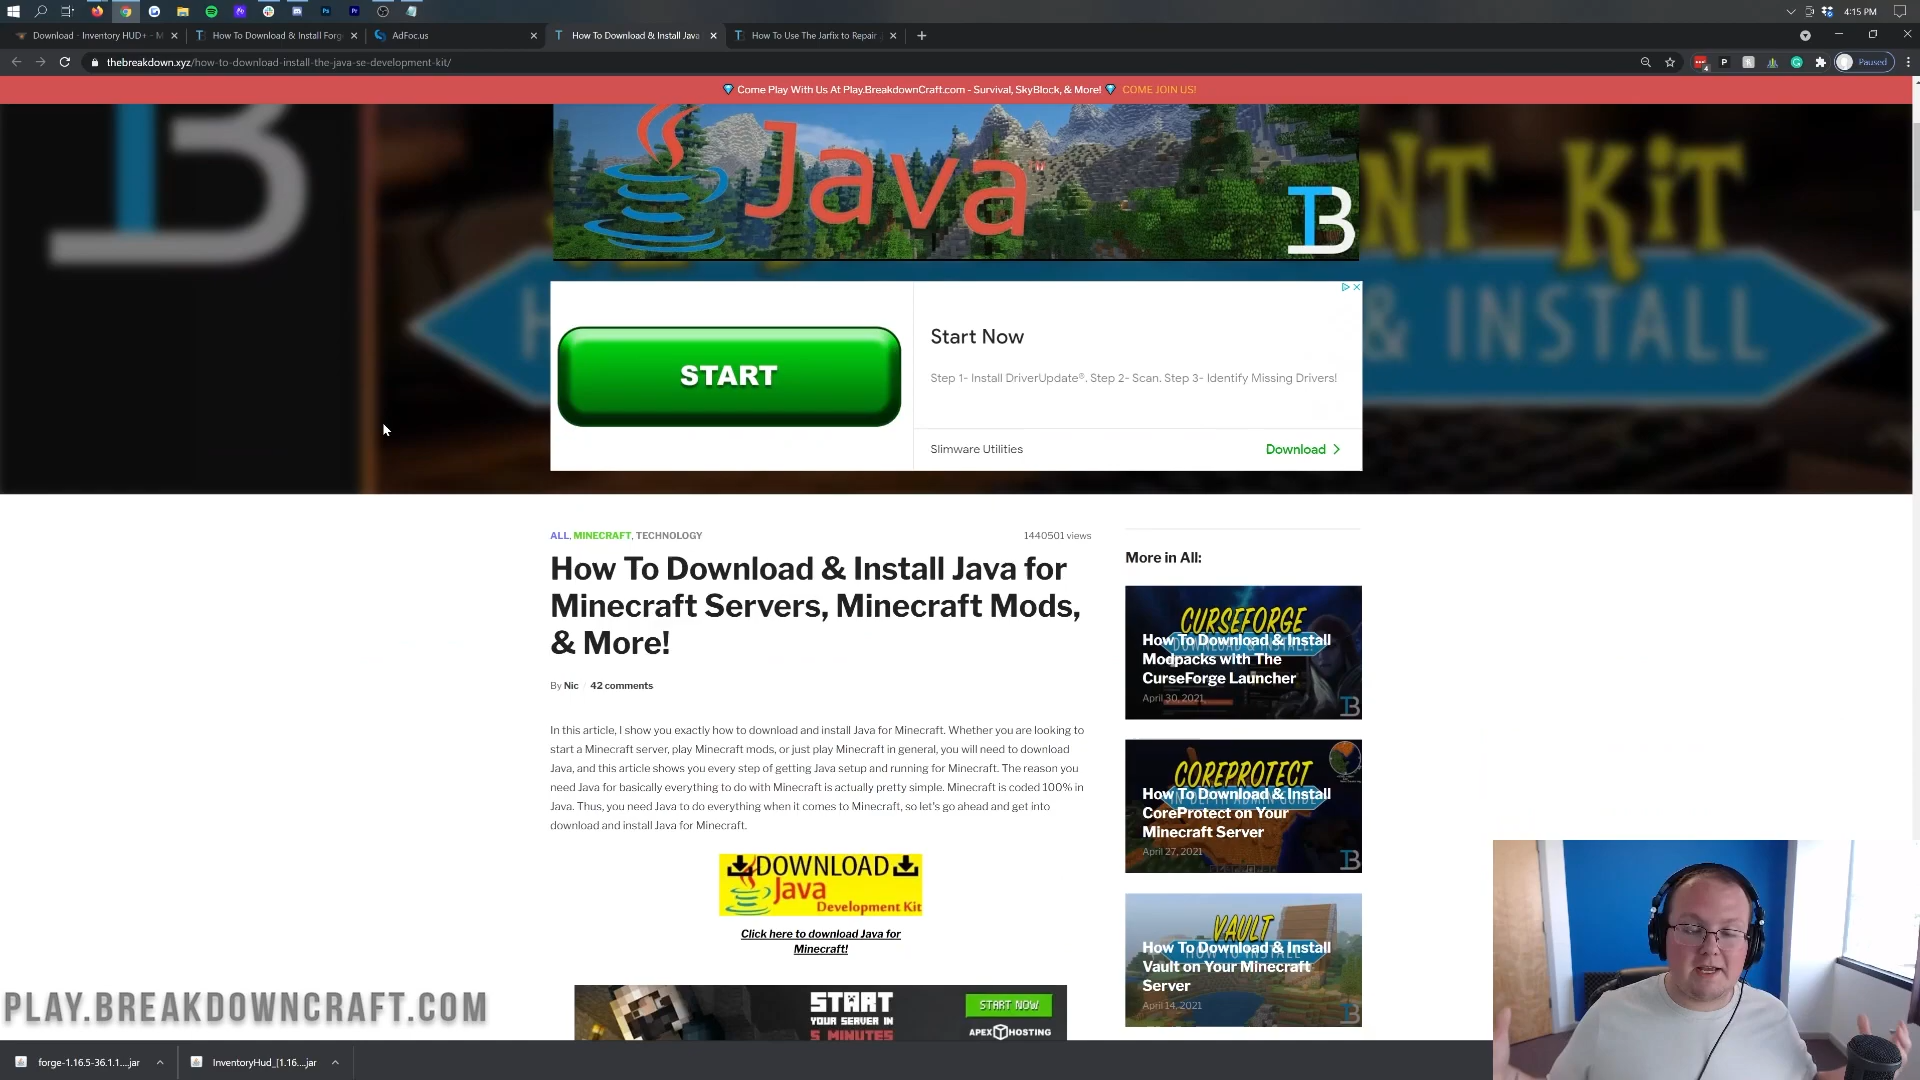 4:15 PM
Download - Inventory HUD+ - M
How To Download & Install Forge
AdFoc.us
How To Download & Install Java
How To Use The Jarfix to Repair
thebreakdown.xyz/how-to-download-install-the-java-se-development-kit/
Paused
Come Play With Us At Play.BreakdownCraft.com - Survival, SkyBlock, & More! COME JOIN US!
Java
TB
NT KiT
& INSTALL
START
Start Now
Step 1- Install DriverUpdate®. Step 2- Scan. Step 3- Identify Missing Drivers!
Slimware Utilities
Download
ALL, MINECRAFT, TECHNOLOGY
1440501 views
How To Download & Install Java for
Minecraft Servers, Minecraft Mods,
& More!
By Nic / 42 comments
In this article, I show you exactly how to download and install Java for Minecraft. Whether you are looking to
start a Minecraft server, play Minecraft mods, or just play Minecraft in general, you will need to download
Java, and this article shows you every step of getting Java setup and running for Minecraft. The reason you
need Java for basically everything to do with Minecraft is actually pretty simple. Minecraft is coded 100% in
Java. Thus, you need Java to do everything when it comes to Minecraft, so let's go ahead and get into
download and install Java for Minecraft.
DOWNLOAD
Java
Development Kit
Click here to download Java for
Minecraft!
START
YOUR SERVER IN
5 MINUTES
START NOW
APEX HOSTING
More in All:
CURSEFORGE
How To Download & Install
Modpacks with The
CurseForge Launcher
April 30, 2021
COREPROTECT
How To Download & Install
CoreProtect on Your
Minecraft Server
April 27, 2021
VAULT
How To Download & Install
Vault on Your Minecraft
Server
April 14, 2021
PLAY.BREAKDOWNCRAFT.COM
forge-1.16.5-36.1.1....jar
InventoryHud_[1.16....jar